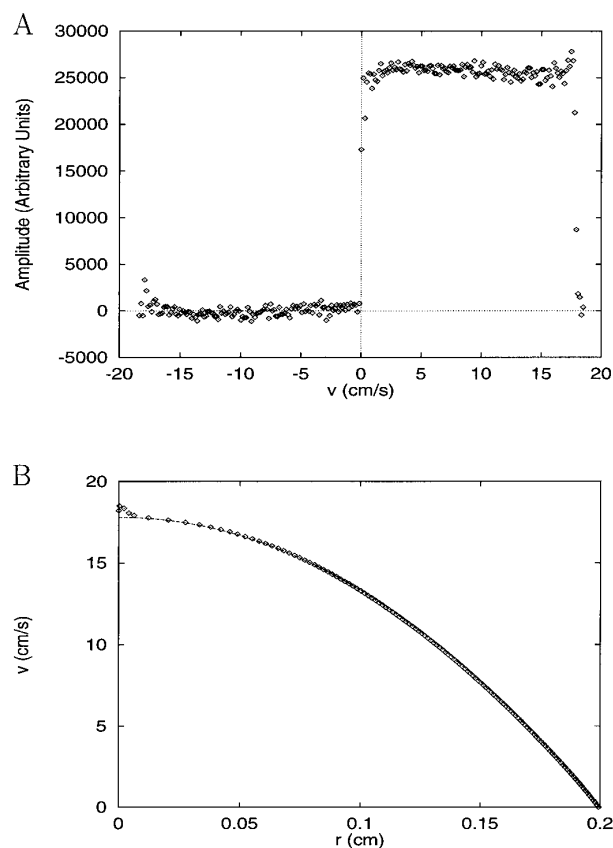 A
Amplitude (Arbitrary Units)
30000
25000
20000
15000
10000
5000
0
-5000
-20 -15 -10 -5 0 5 10 15 20
v (cm/s)
B
v (cm/s)
20
15
10
5
0
0 0.05 0.1 0.15 0.2
r (cm)